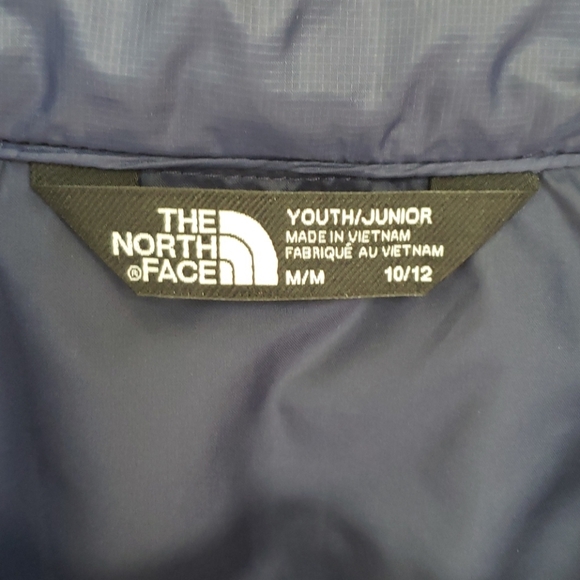 THE
NORTH
®FACE
YOUTH/JUNIOR
MADE IN VIETNAM
FABRIQUÉ AU VIETNAM
M/M 10/12